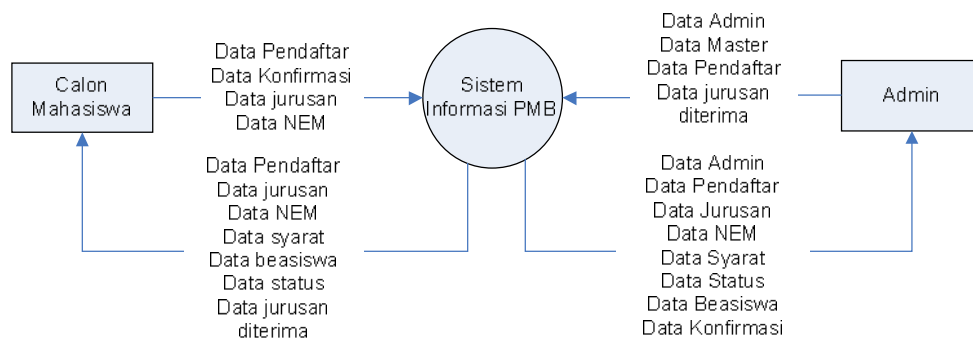 Calon
Mahasiswa
Data Pendaftar
Data Konfirmasi
Data jurusan
Data NEM
Sistem
Informasi PMB
Data Admin
Data Master
Data Pendaftar
Data jurusan
diterima
Admin
Data Pendaftar
Data jurusan
Data NEM
Data syarat
Data beasiswa
Data status
Data jurusan
diterima
Data Admin
Data Pendaftar
Data Jurusan
Data NEM
Data Syarat
Data Status
Data Beasiswa
Data Konfirmasi